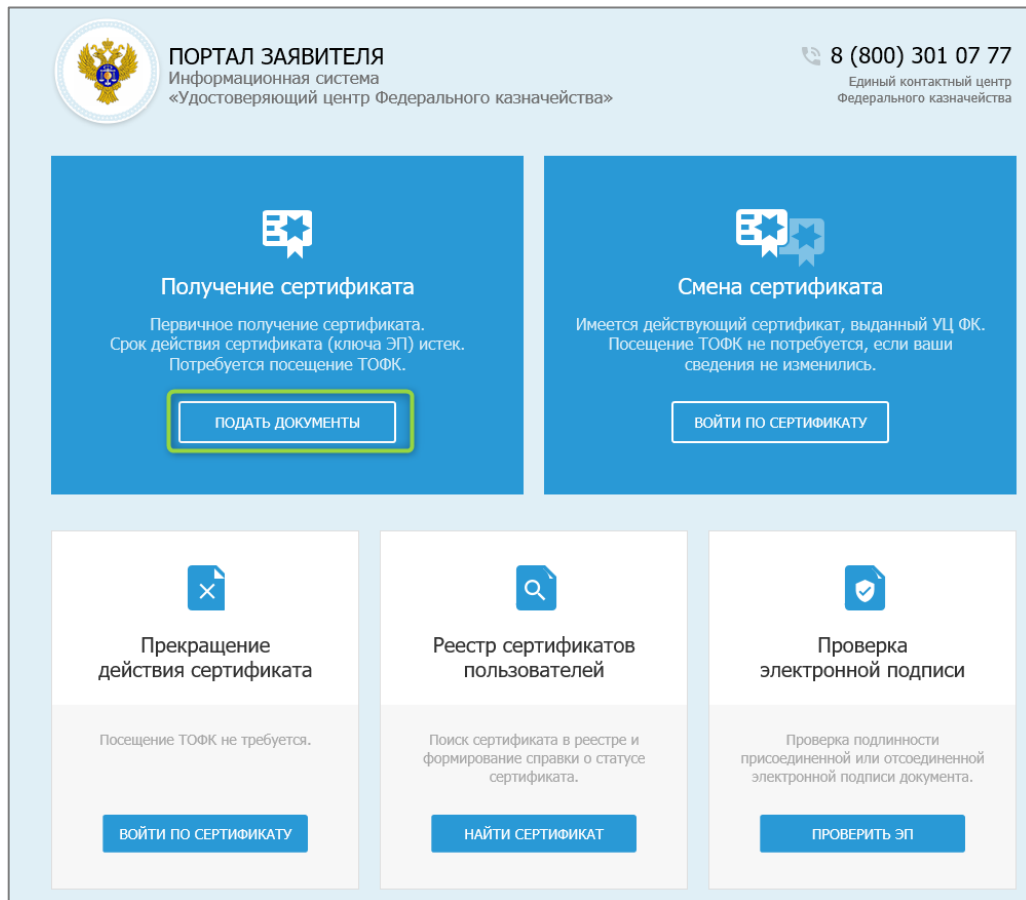 ПОРТАЛ ЗАЯВИТЕЛЯ
Информационная система
«Удостоверяющий центр Федерального казначейства»
8 (800) 301 07 77
Единый контактный центр
Федерального казначейства
Получение сертификата
Первичное получение сертификата.
Срок действия сертификата (ключа ЭП) истек.
Потребуется посещение ТОФК.
ПОДАТЬ ДОКУМЕНТЫ
Смена сертификата
Имеется действующий сертификат, выданный УЦ ФК.
Посещение ТОФК не потребуется, если ваши
сведения не изменились.
ВОЙТИ ПО СЕРТИФИКАТУ
Прекращение
действия сертификата
Посещение ТОФК не требуется.
ВОЙТИ ПО СЕРТИФИКАТУ
Реестр сертификатов
пользователей
Поиск сертификата в реестре и
формирование справки о статусе
сертификата.
НАЙТИ СЕРТИФИКАТ
Проверка
электронной подписи
Проверка подлинности
присоединенной или отсоединенной
электронной подписи документа.
ПРОВЕРИТЬ ЭП